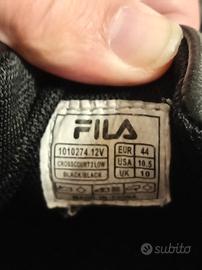 FILA
1010274.12V
CROSSCOURT 2 LOW
BLACK/BLACK
EUR 44
USA 10.5
UK 10
subito